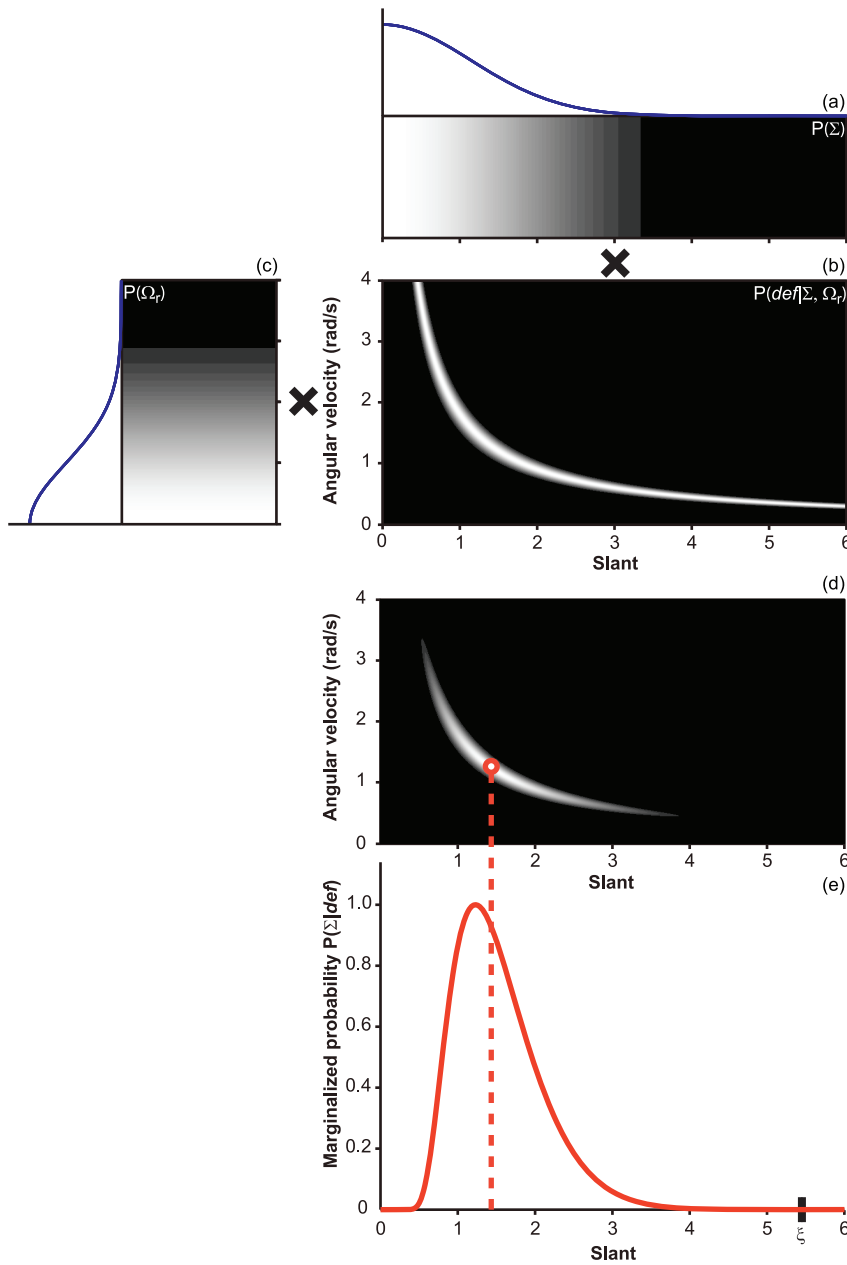 (a)
P(Σ)
(c)
P(Ωr)
(b)
P(def|Σ, Ωr)
Angular velocity (rad/s)
4
3
2
1
0
0 1 2 3 4 5 6
Slant
(d)
Angular velocity (rad/s)
4
3
2
1
0
1 2 3 4 5 6
Slant
(e)
Marginalized probability P(Σ|def)
1.0
0.8
0.6
0.4
0.2
0
0 1 2 3 4 5 ξ 6
Slant